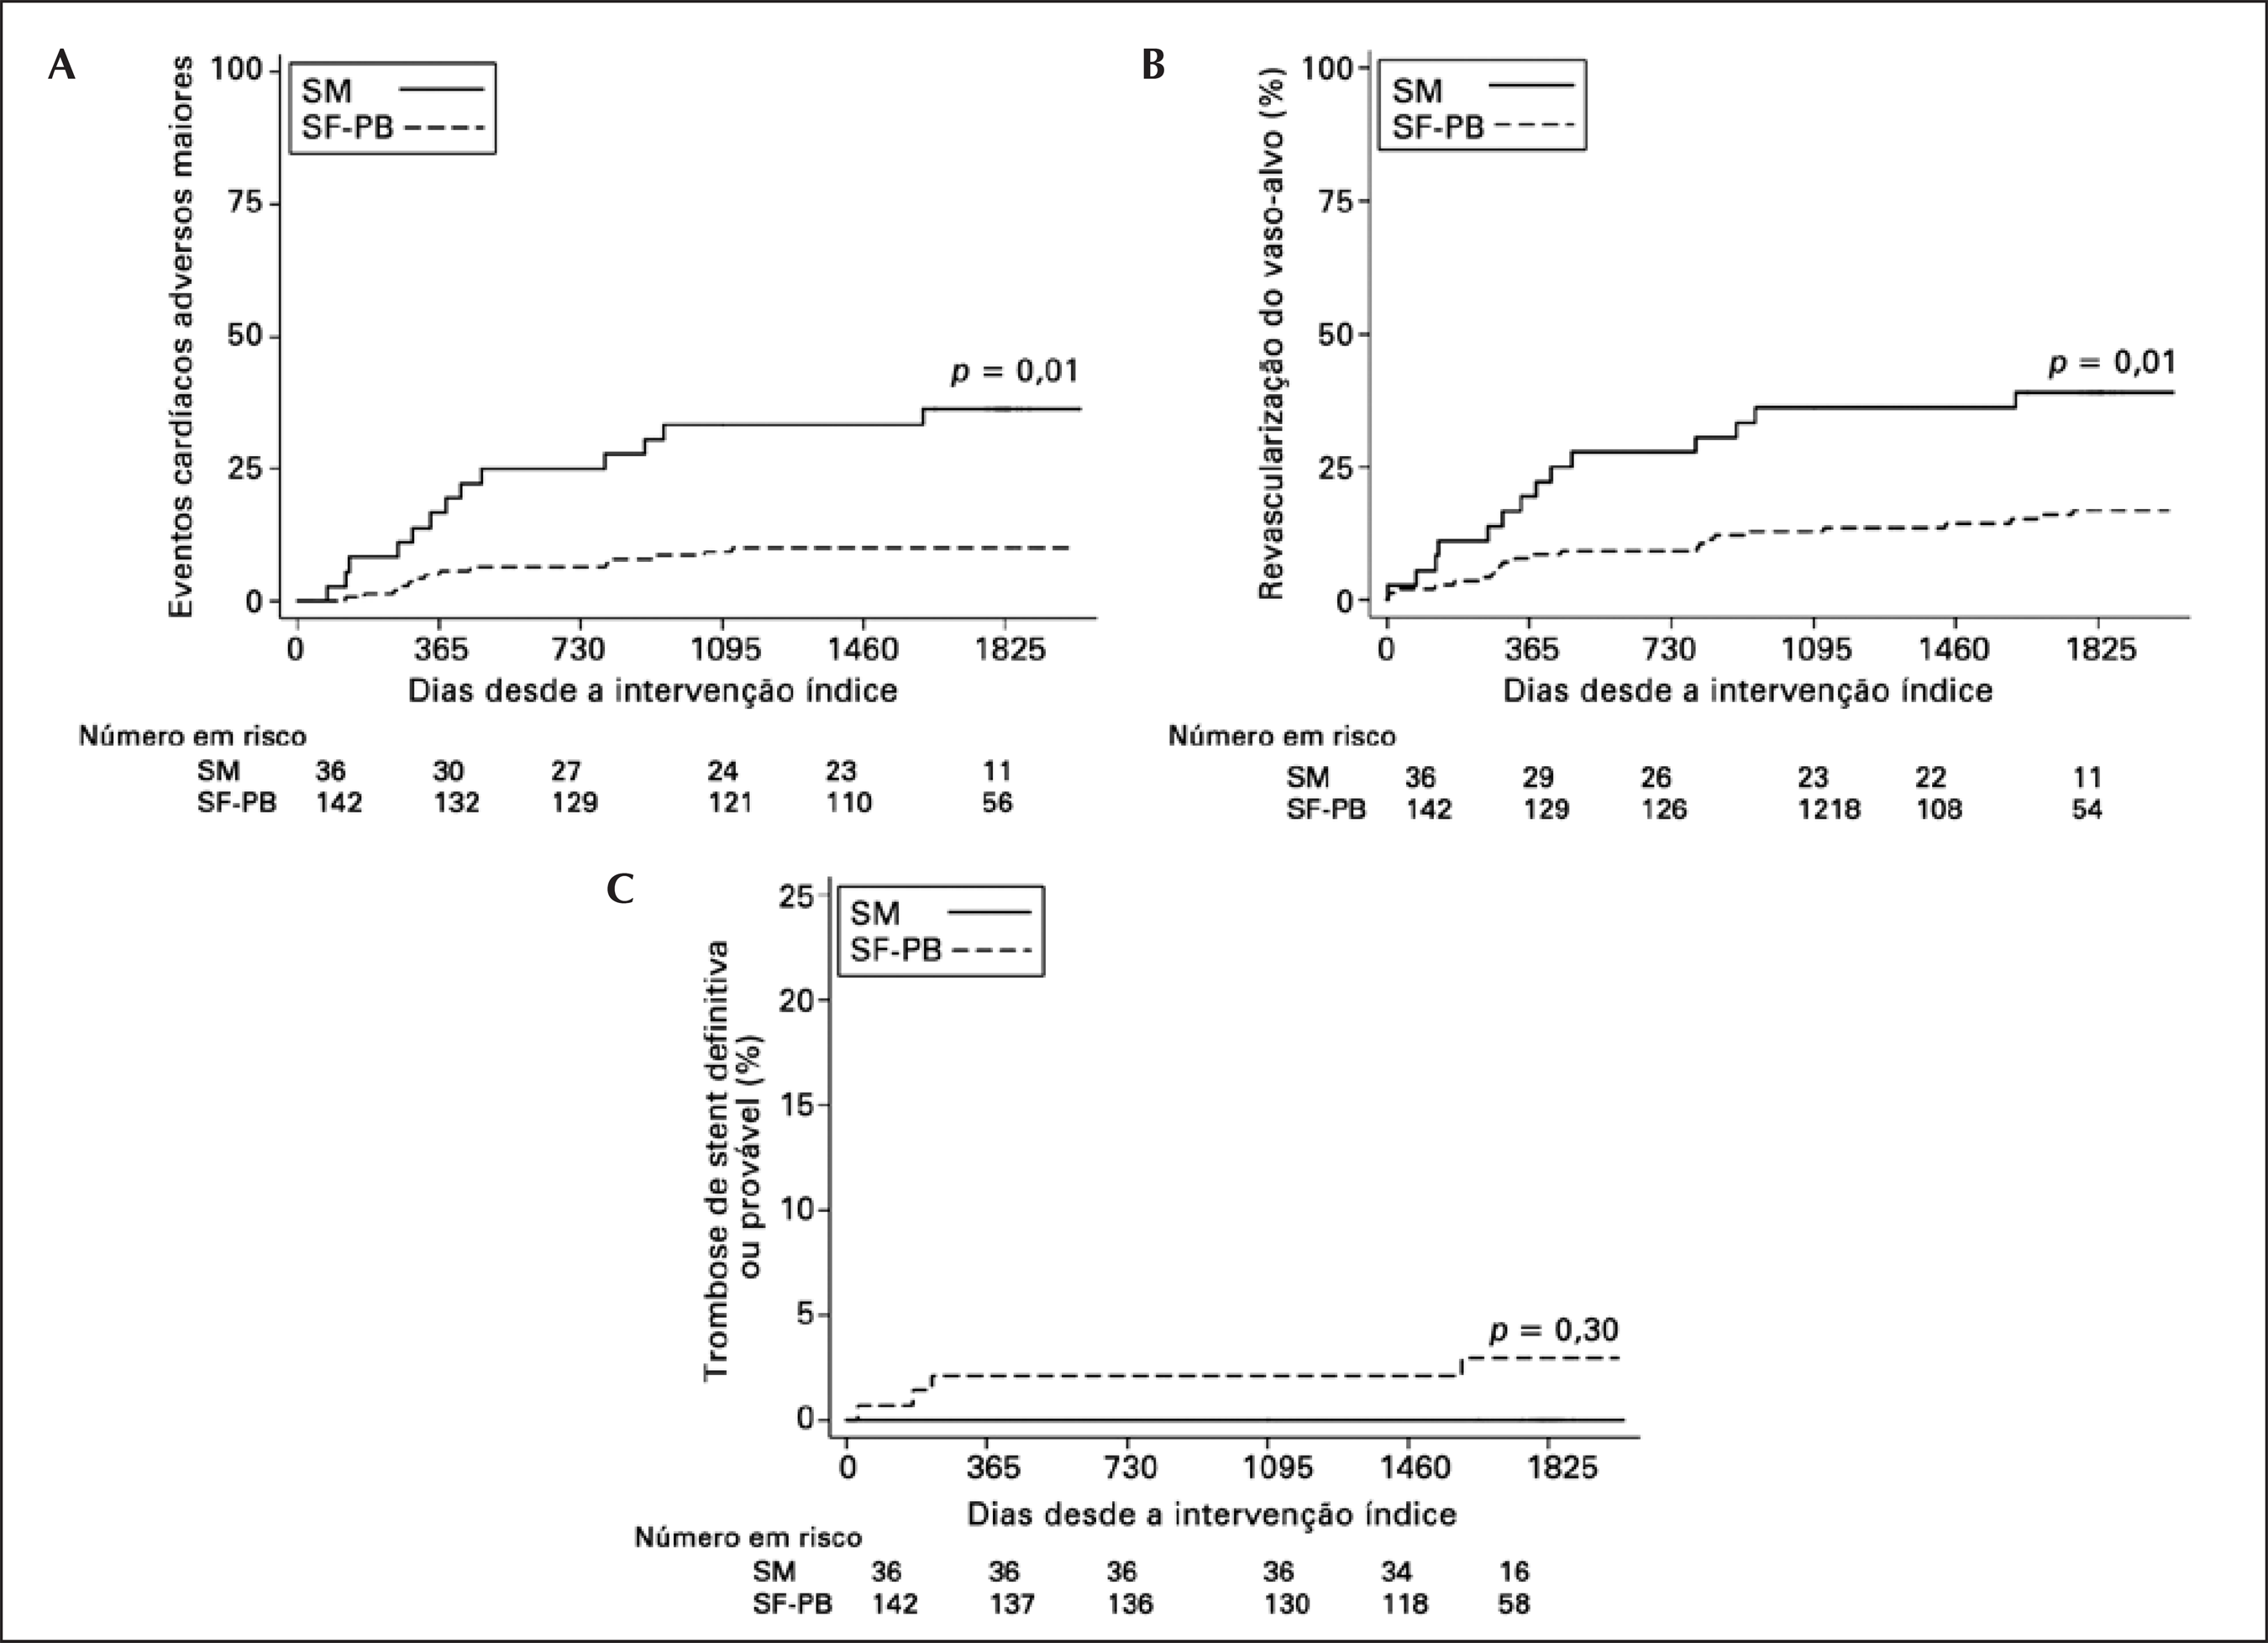 A
Eventos cardíacos adversos maiores
100
75
50
25
0
SM
SF-PB
p = 0,01
0 365 730 1095 1460 1825
Dias desde a intervenção índice
Número em risco
SM 36 30 27 24 23 11
SF-PB 142 132 129 121 110 56
B
Revascularização do vaso-alvo (%)
100
75
50
25
0
SM
SF-PB
p = 0,01
0 365 730 1095 1460 1825
Dias desde a intervenção índice
Número em risco
SM 36 29 26 23 22 11
SF-PB 142 129 126 1218 108 54
C
Trombose de stent definitiva
ou provável (%)
25
20
15
10
5
0
SM
SF-PB
p = 0,30
0 365 730 1095 1460 1825
Dias desde a intervenção índice
Número em risco
SM 36 36 36 36 34 16
SF-PB 142 137 136 130 118 58